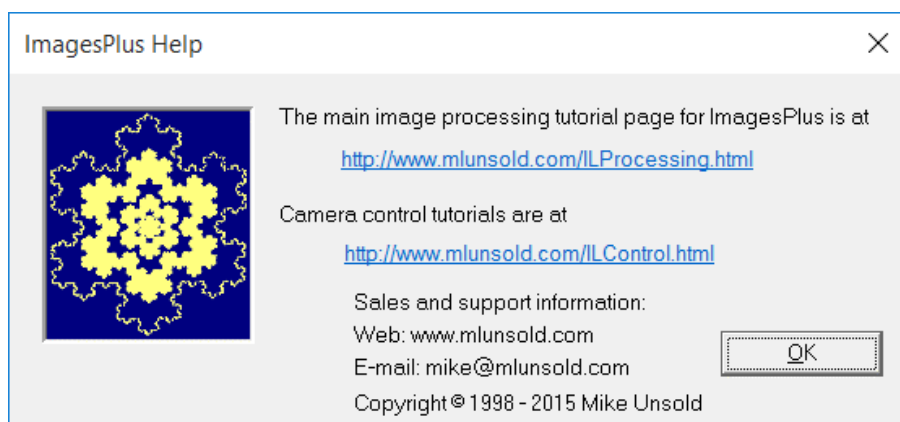 ImagesPlus Help
The main image processing tutorial page for ImagesPlus is at
http://www.mlunsold.com/ILProcessing.html
Camera control tutorials are at
http://www.mlunsold.com/ILControl.html
Sales and support information:
Web: www.mlunsold.com
E-mail: mike@mlunsold.com
OK
Copyright © 1998 - 2015 Mike Unsold